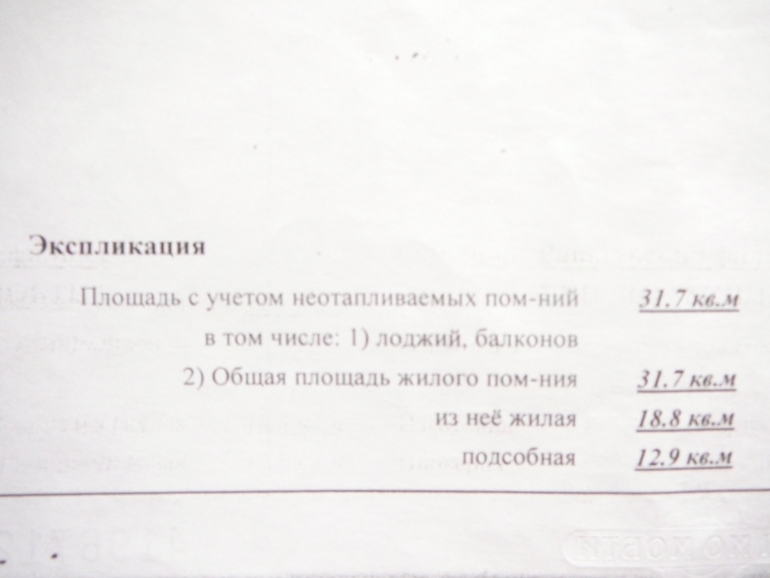 Экспликация
Площадь с учетом неотапливаемых пом-ний 31.7 кв.м
в том числе: 1) лоджий, балконов
2) Общая площадь жилого пом-ния 31.7 кв.м
из неё жилая 18.8 кв.м
подсобная 12.9 кв.м